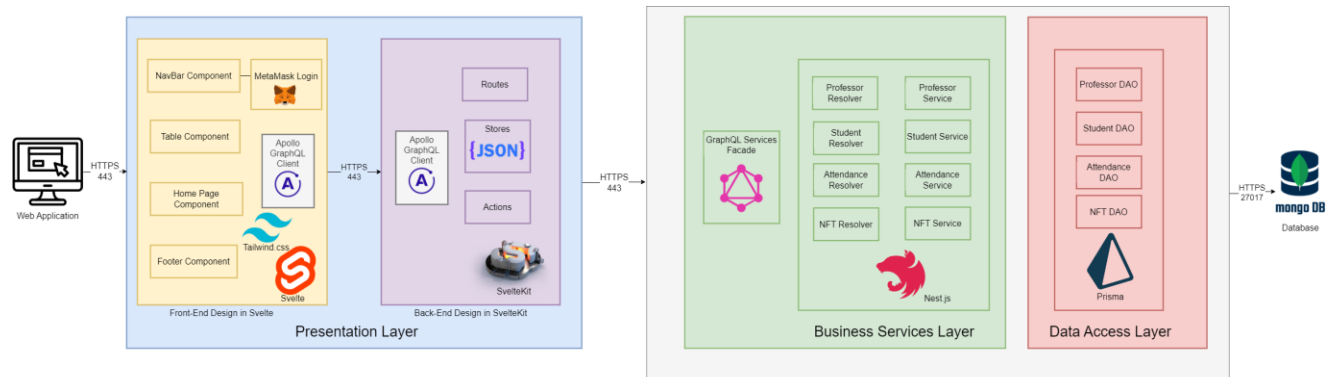 Web Application
HTTPS
443
NavBar Component
MetaMask Login
Table Component
Home Page
Component
Footer Component
Apollo
GraphQL
Client
Tailwind.css
Svelte
Front-End Design in Svelte
HTTPS
443
Apollo
GraphQL
Client
Routes
Stores
{JSON}
Actions
SvelteKit
Back-End Design in SvelteKit
Presentation Layer
HTTPS
443
GraphQL Services
Facade
Professor
Resolver
Professor
Service
Student
Resolver
Student Service
Attendance
Resolver
Attendance
Service
NFT Resolver
NFT Service
Nest.js
Business Services Layer
Professor DAO
Student DAO
Attendance
DAO
NFT DAO
Prisma
Data Access Layer
HTTPS
27017
mongo DB
Database